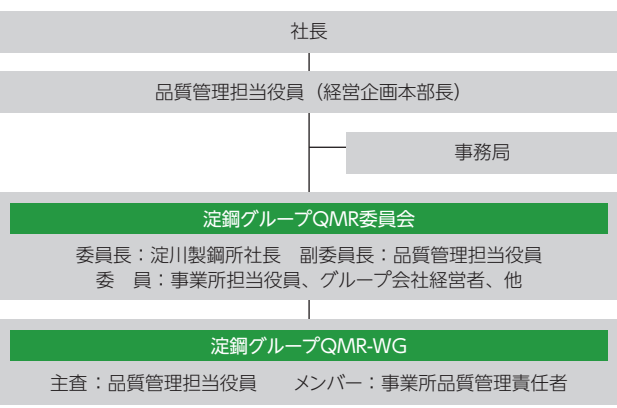 社長
品質管理担当役員（経営企画本部長）
事務局
淀鋼グループQMR委員会
委員長：淀川製鋼所社長　副委員長：品質管理担当役員
委　員：事業所担当役員、グループ会社経営者、他
淀鋼グループQMR-WG
主査：品質管理担当役員　　メンバー：事業所品質管理責任者